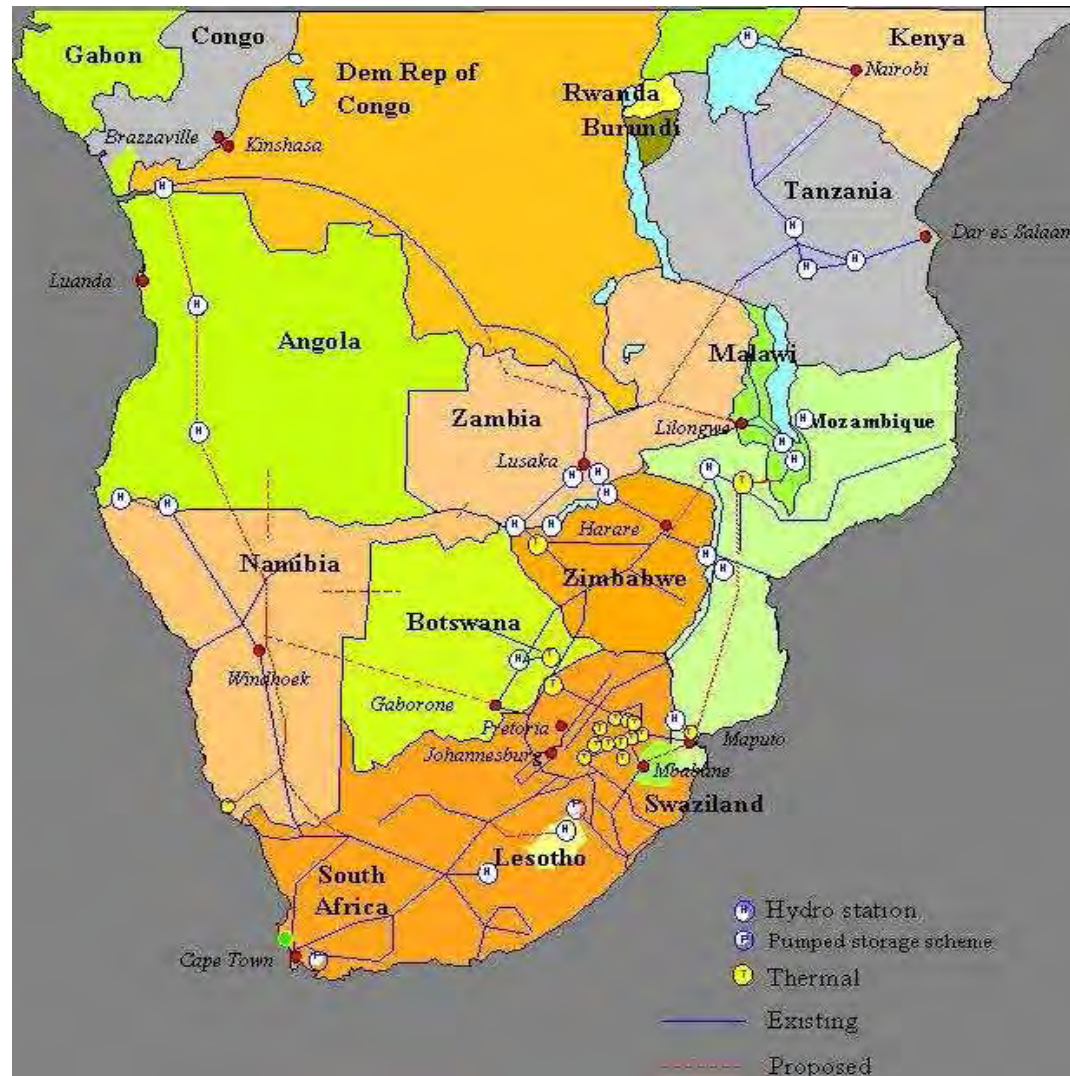 Gabon
Congo
Kenya
Dem Rep of
Congo
Nairobi
Rwanda
Burundi
Brazzaville
Kinshasa
Tanzania
Dar es Salaam
Luanda
Angola
Malawi
Zambia
Lilongwe
Mozambique
Lusaka
Harare
Namibia
Zimbabwe
Botswana
Windhoek
Gaborone
Pretoria
Johannesburg
Maputo
Mbabane
Swaziland
Lesotho
South
Africa
Cape Town
H Hydro station
P Pumped storage scheme
T Thermal
Existing
Proposed